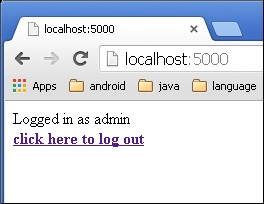 localhost:5000
localhost:5000
Apps android java language
Logged in as admin
click here to log out